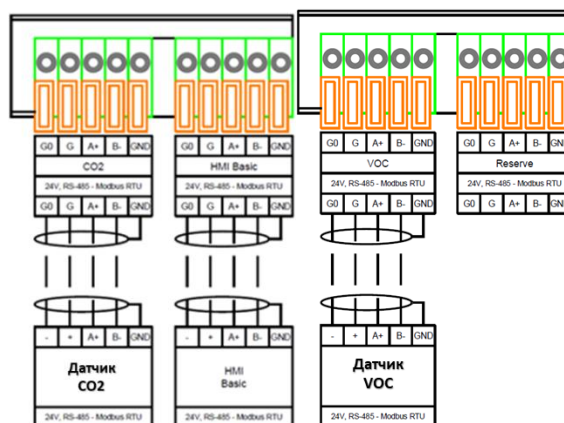 G0 G A+ B- GND G0 G A+ B- GND G0 G A+ B- GND G0 G A+ B- GND
CO2 HMI Basic VOC Reserve
24V, RS-485 - Modbus RTU 24V, RS-485 - Modbus RTU 24V, RS-485 - Modbus RTU 24V, RS-485 - Modbus RTU
G0 G A+ B- GND G0 G A+ B- GND G0 G A+ B- GND G0 G A+ B- GND
- + A+ B- GND - + A+ B- GND - + A+ B- GND
Датчик
CO2
HMI
Basic
Датчик
VOC
24V, RS-485 - Modbus RTU 24V, RS-485 - Modbus RTU 24V, RS-485 - Modbus RTU